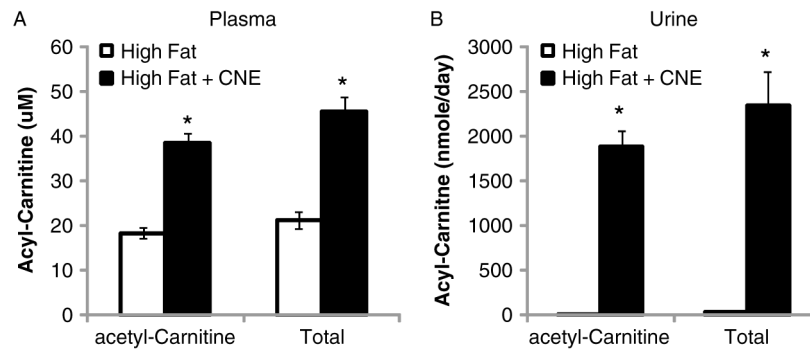 A
Plasma
60
50
40
30
20
10
0
Acyl-Carnitine (uM)
High Fat
High Fat + CNE
*
*
acetyl-Carnitine
Total
B
Urine
3000
2500
2000
1500
1000
500
0
Acyl-Carnitne (nmole/day)
High Fat
High Fat + CNE
*
*
acetyl-Carnitine
Total